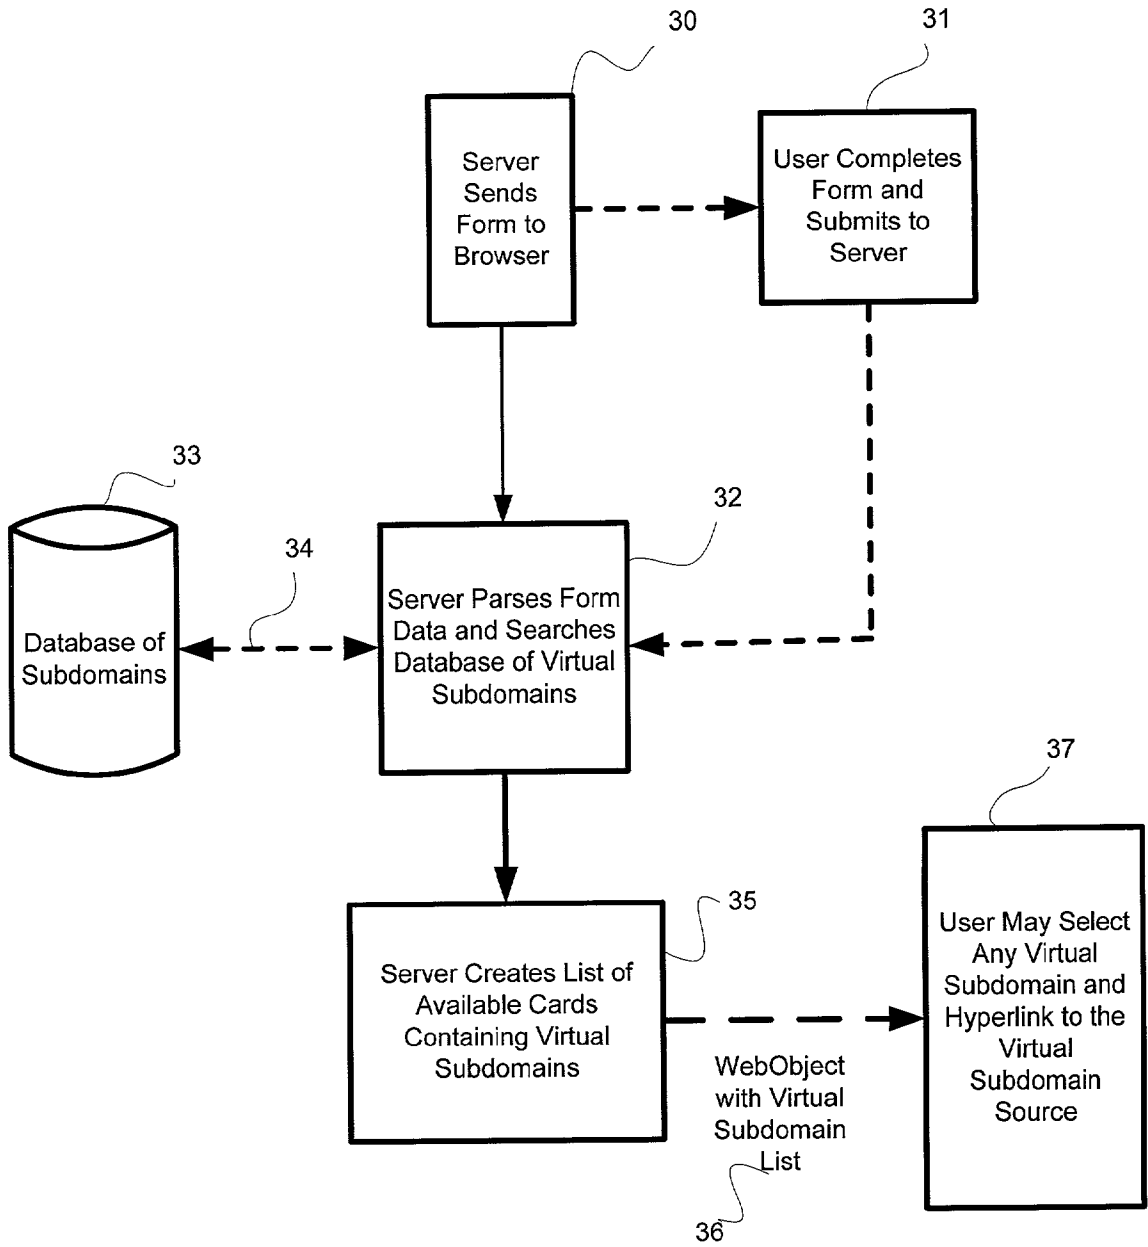 30
31
Server
Sends
Form to
Browser
User Completes
Form and
Submits to
Server
33
32
34
Database of
Subdomains
Server Parses Form
Data and Searches
Database of Virtual
Subdomains
37
35
Server Creates List of
Available Cards
Containing Virtual
Subdomains
User May Select
Any Virtual
Subdomain and
Hyperlink to the
Virtual
Subdomain
Source
WebObject
with Virtual
Subdomain
List
36